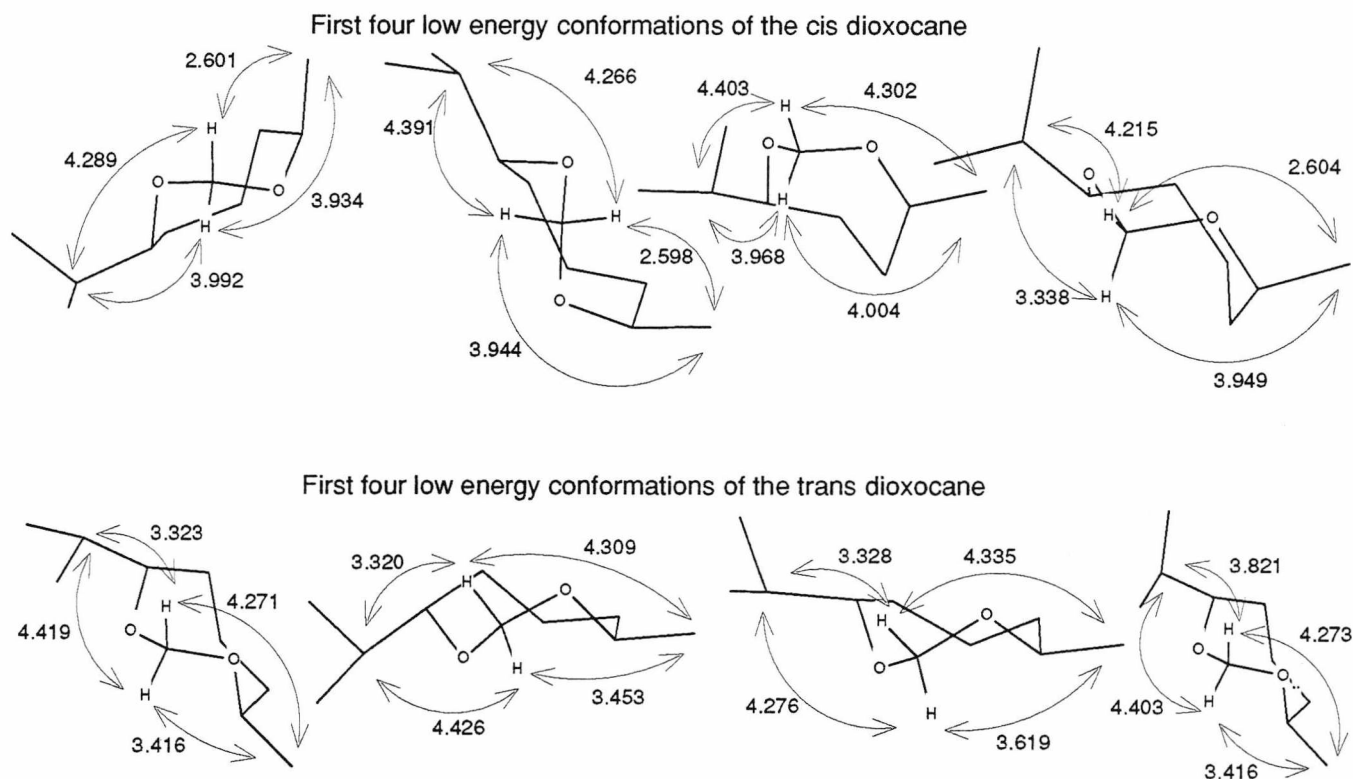 First four low energy conformations of the cis dioxocane
2.601
H
4.289
O
O
H
3.934
3.992
4.266
4.391
O
H
H
2.598
O
3.944
4.403
H
4.302
O
O
H
3.968
4.004
4.215
O
2.604
H
O
3.338
H
3.949
First four low energy conformations of the trans dioxocane
3.323
H
4.271
4.419
O
O
H
3.416
3.320
4.309
H
O
O
H
4.426
3.453
3.328
4.335
H
O
O
4.276
H
3.619
3.821
H
4.273
O
O
4.403
H
3.416